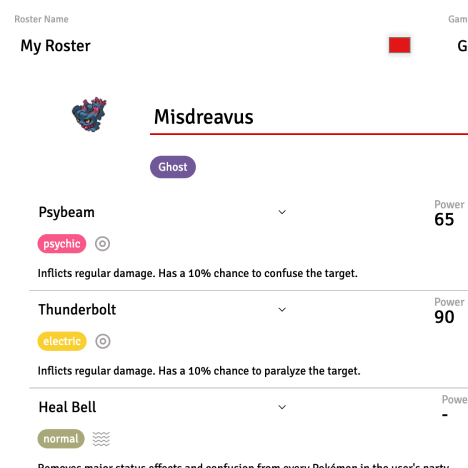 Roster Name
Gam
My Roster
G
Misdreavus
Ghost
Psybeam
Power
65
psychic
Inflicts regular damage. Has a 10% chance to confuse the target.
Thunderbolt
Power
90
electric
Inflicts regular damage. Has a 10% chance to paralyze the target.
Heal Bell
Powe
-
normal
Removes major status effects and confusion from every Pokémon in the user's party.